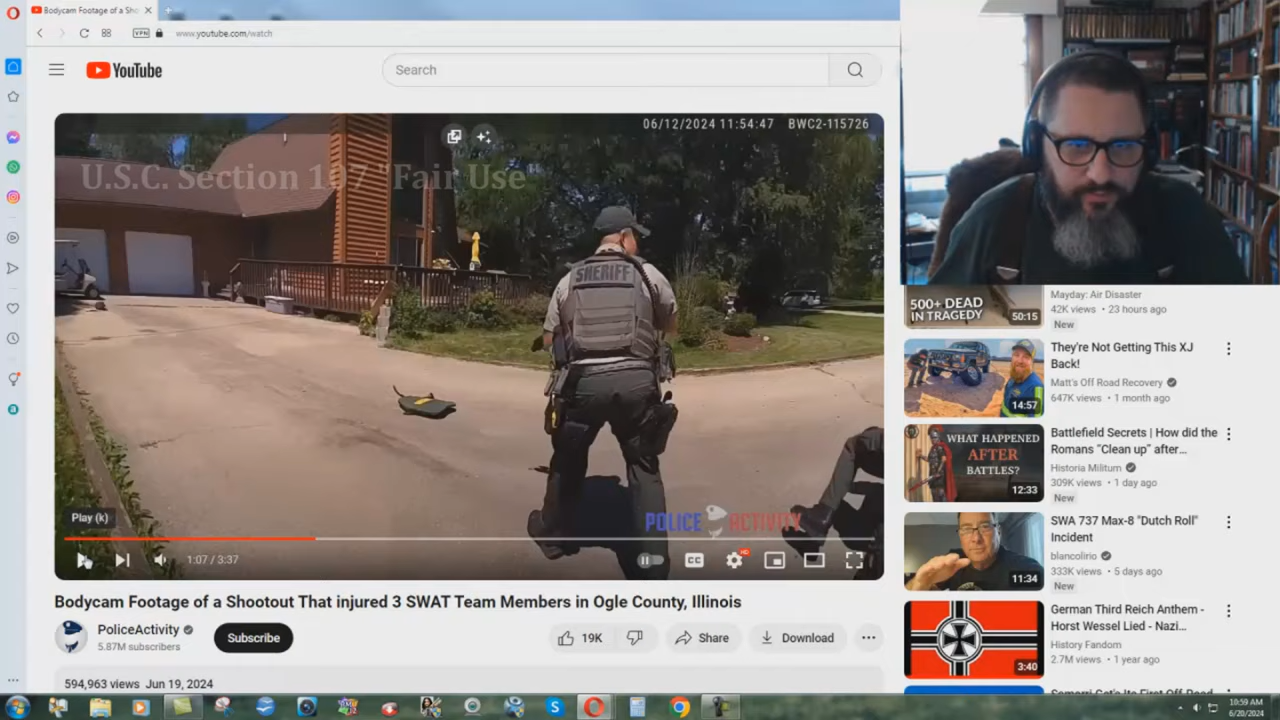 Bodycam Footage of a Sho
VPN
www.youtube.com/watch
YouTube
Search
06/12/2024 11:54:47 BWC2-115726
U.S.C. Section 107 "Fair Use
SHERIFF
POLICE ACTIVITY
Play (k)
1:07 / 3:37
CC
HD
Bodycam Footage of a Shootout That injured 3 SWAT Team Members in Ogle County, Illinois
PoliceActivity
5.87M subscribers
Subscribe
19K
Share
Download
594,963 views Jun 19, 2024
500+ DEAD
IN TRAGEDY
50:15
Mayday: Air Disaster
42K views • 23 hours ago
New
14:57
They're Not Getting This XJ
Back!
Matt's Off Road Recovery
647K views • 1 month ago
WHAT HAPPENED
AFTER
BATTLES?
12:33
Battlefield Secrets | How did the
Romans "Clean up" after...
Historia Militum
309K views • 1 day ago
New
11:34
SWA 737 Max-8 "Dutch Roll"
Incident
blancolirio
333K views • 5 days ago
New
3:40
German Third Reich Anthem -
Horst Wessel Lied - Nazi...
History Fandom
2.7M views • 1 year ago
10:59 AM
6/20/2024